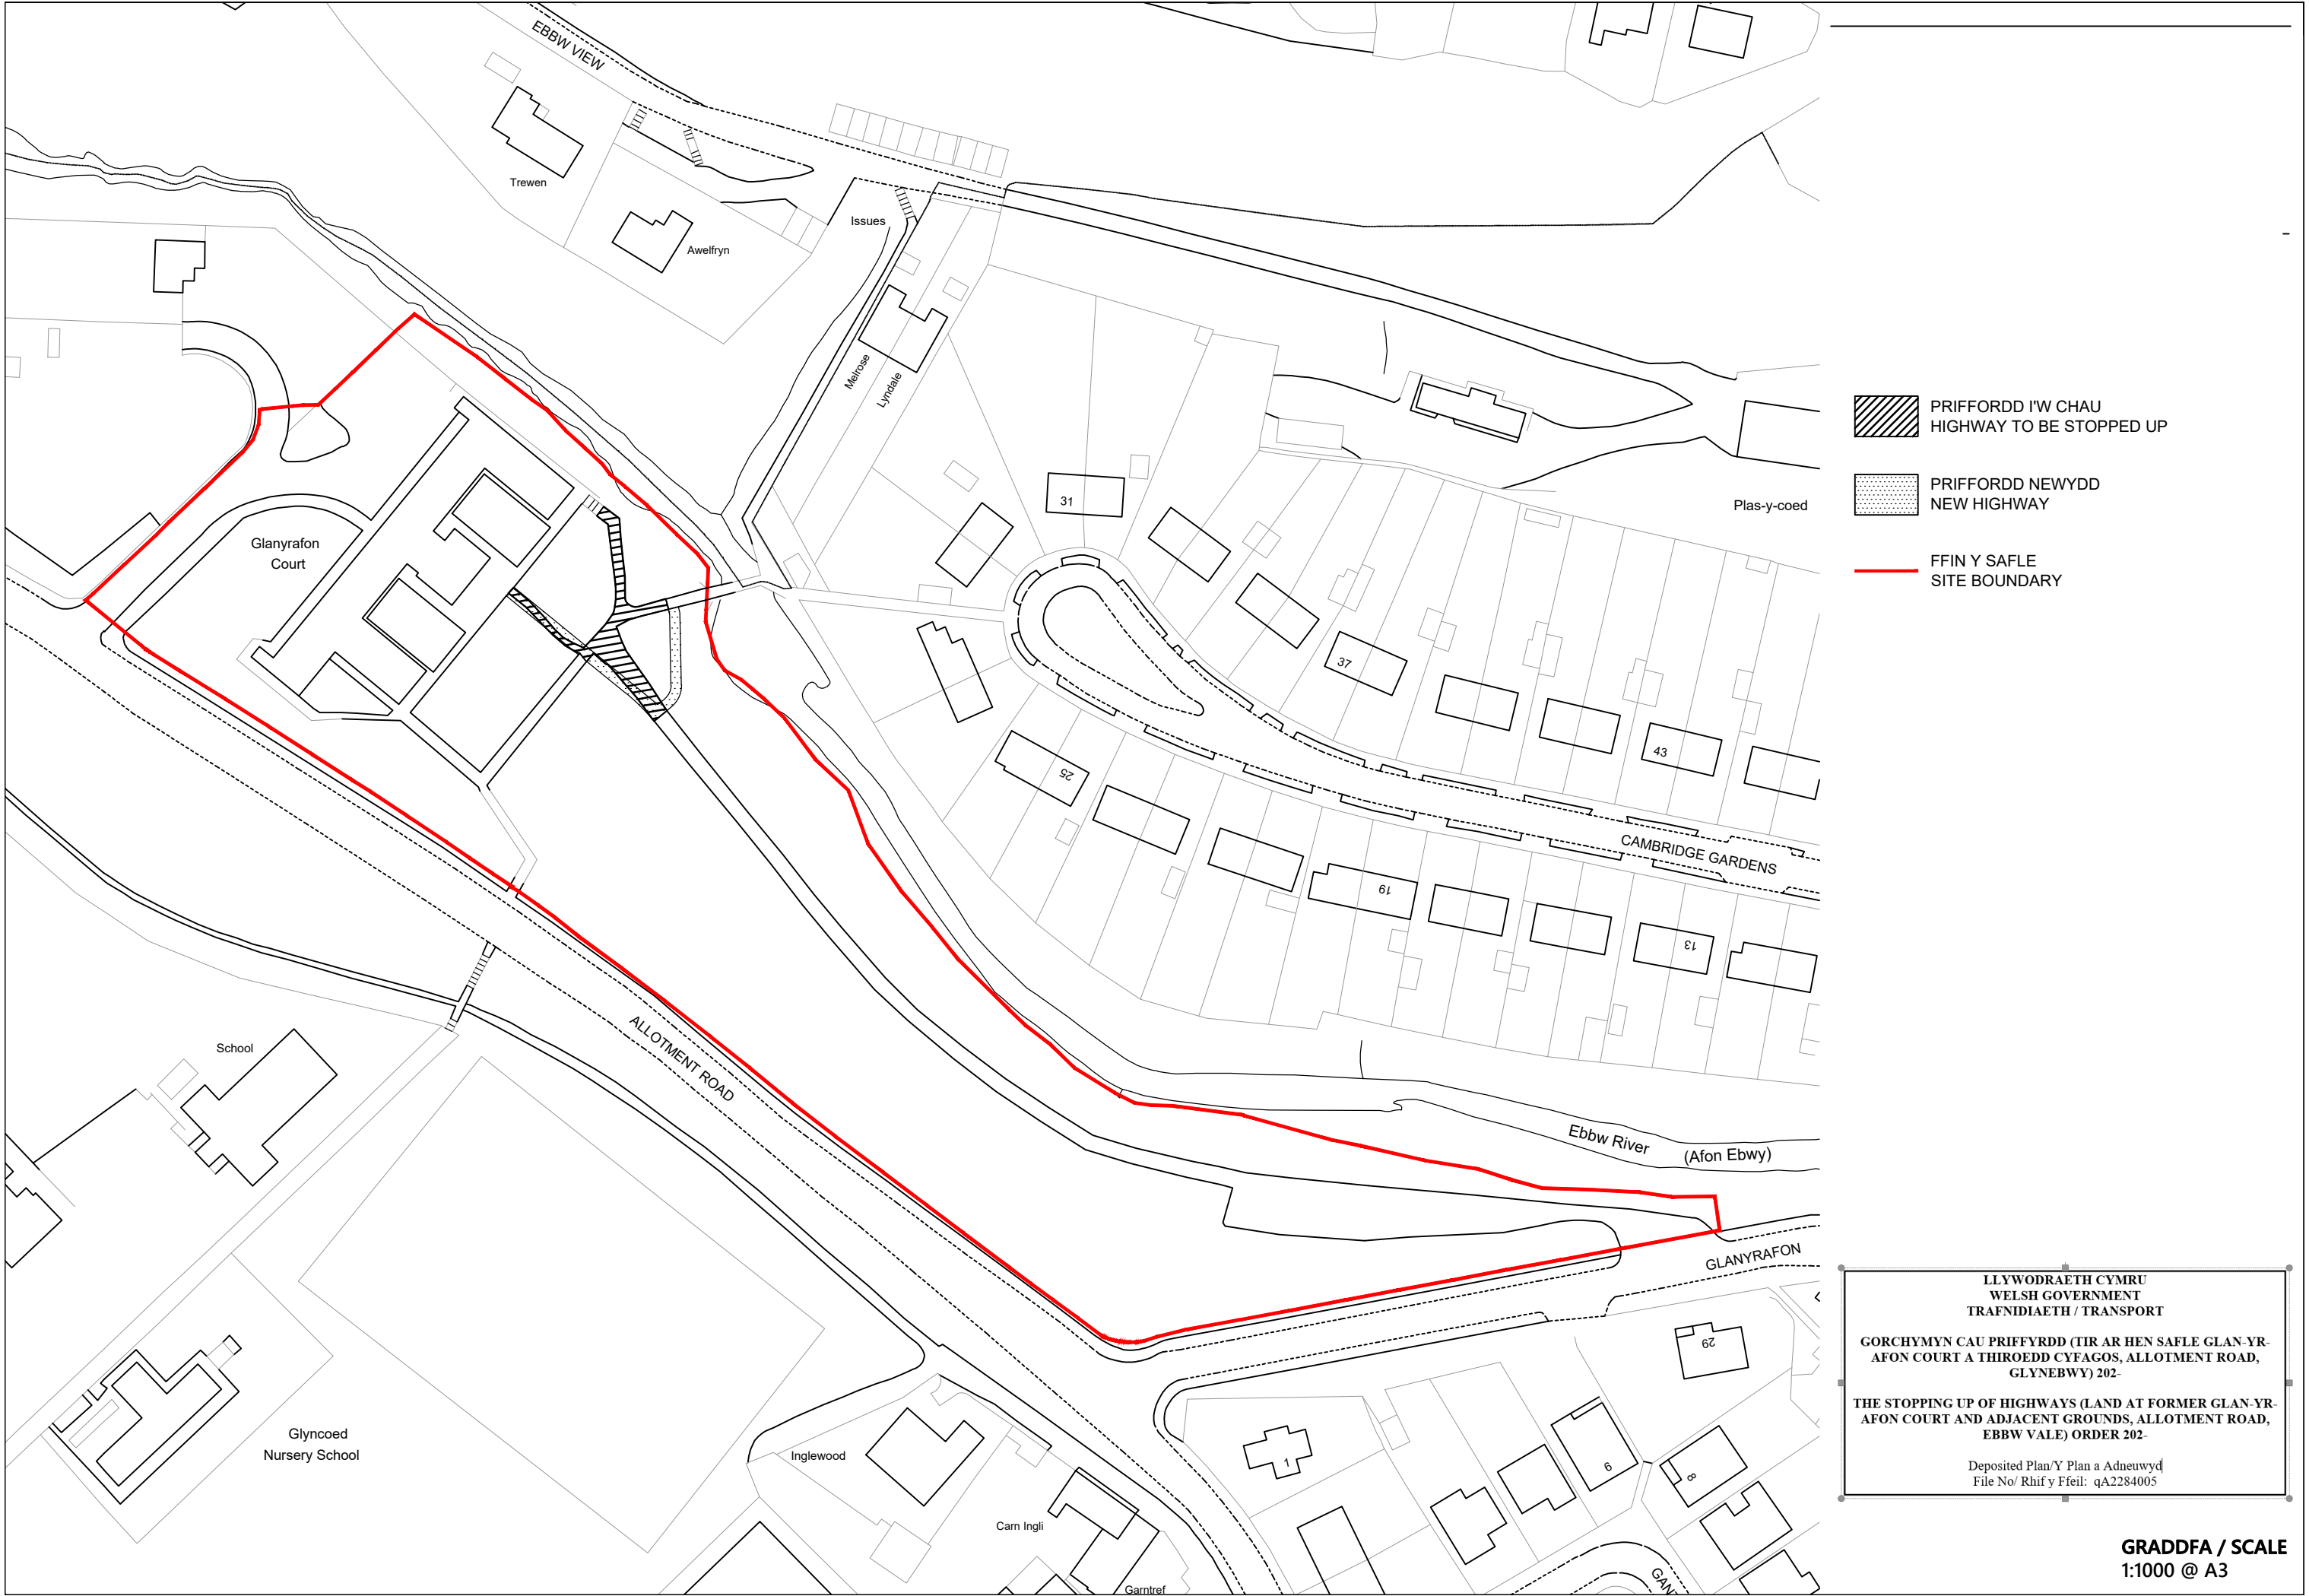 EBBW VIEW
Trewen
Issues
Awelfryn
Melrose
Lyndale
31
Plas-y-coed
Glanyrafon
Court
37
43
25
CAMBRIDGE GARDENS
19
13
School
ALLOTMENT ROAD
Ebbw River
(Afon Ebwy)
GLANYRAFON
29
Glyncoed
Nursery School
Inglewood
1
9
8
Carn Ingli
Garntref
GAN
PRIFFORDD I'W CHAU
HIGHWAY TO BE STOPPED UP
PRIFFORDD NEWYDD
NEW HIGHWAY
FFIN Y SAFLE
SITE BOUNDARY
LLYWODRAETH CYMRU
WELSH GOVERNMENT
TRAFNIDIAETH / TRANSPORT
GORCHYMYN CAU PRIFFYRDD (TIR AR HEN SAFLE GLAN-YR-
AFON COURT A THIROEDD CYFAGOS, ALLOTMENT ROAD,
GLYNEBWY) 202-
THE STOPPING UP OF HIGHWAYS (LAND AT FORMER GLAN-YR-
AFON COURT AND ADJACENT GROUNDS, ALLOTMENT ROAD,
EBBW VALE) ORDER 202-
Deposited Plan/Y Plan a Adneuwyd
File No/ Rhif y Ffeil: qA2284005
GRADDFA / SCALE
1:1000 @ A3